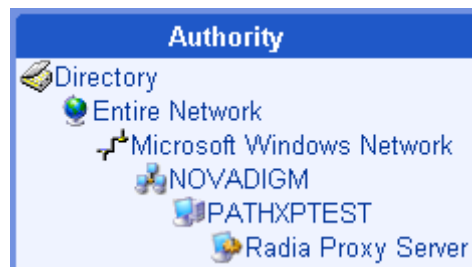 Authority
Directory
Entire Network
Microsoft Windows Network
NOVADIGM
PATHXPTEST
Radia Proxy Server